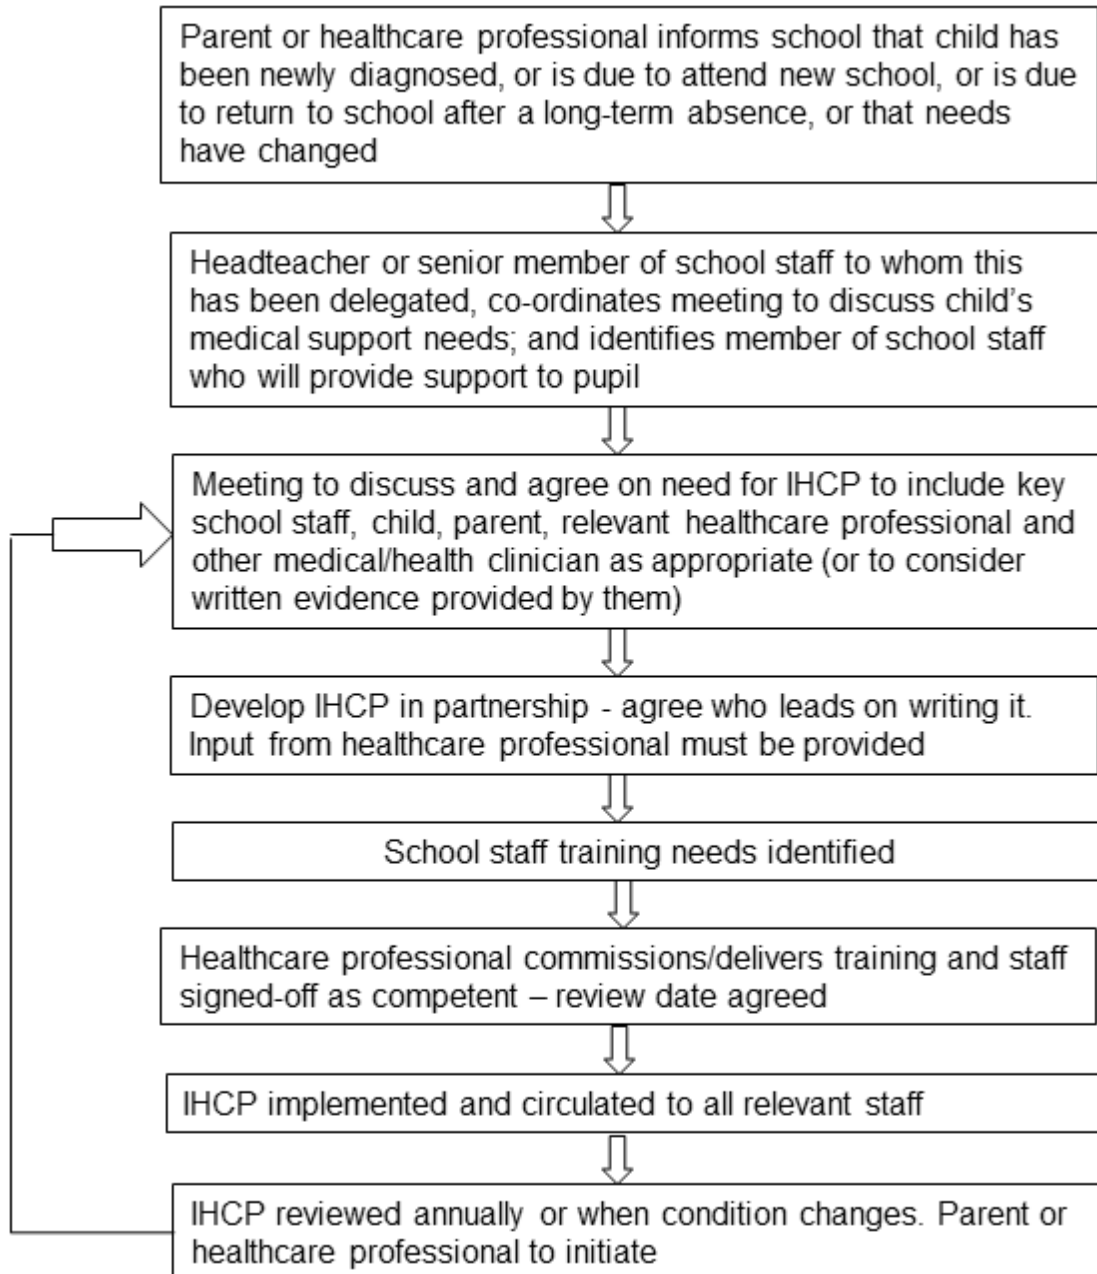 Parent or healthcare professional informs school that child has
been newly diagnosed, or is due to attend new school, or is due
to return to school after a long-term absence, or that needs
have changed
Headteacher or senior member of school staff to whom this
has been delegated, co-ordinates meeting to discuss child's
medical support needs; and identifies member of school staff
who will provide support to pupil
Meeting to discuss and agree on need for IHCP to include key
school staff, child, parent, relevant healthcare professional and
other medical/health clinician as appropriate (or to consider
written evidence provided by them)
Develop IHCP in partnership - agree who leads on writing it.
Input from healthcare professional must be provided
School staff training needs identified
Healthcare professional commissions/delivers training and staff
signed-off as competent – review date agreed
IHCP implemented and circulated to all relevant staff
IHCP reviewed annually or when condition changes. Parent or
healthcare professional to initiate